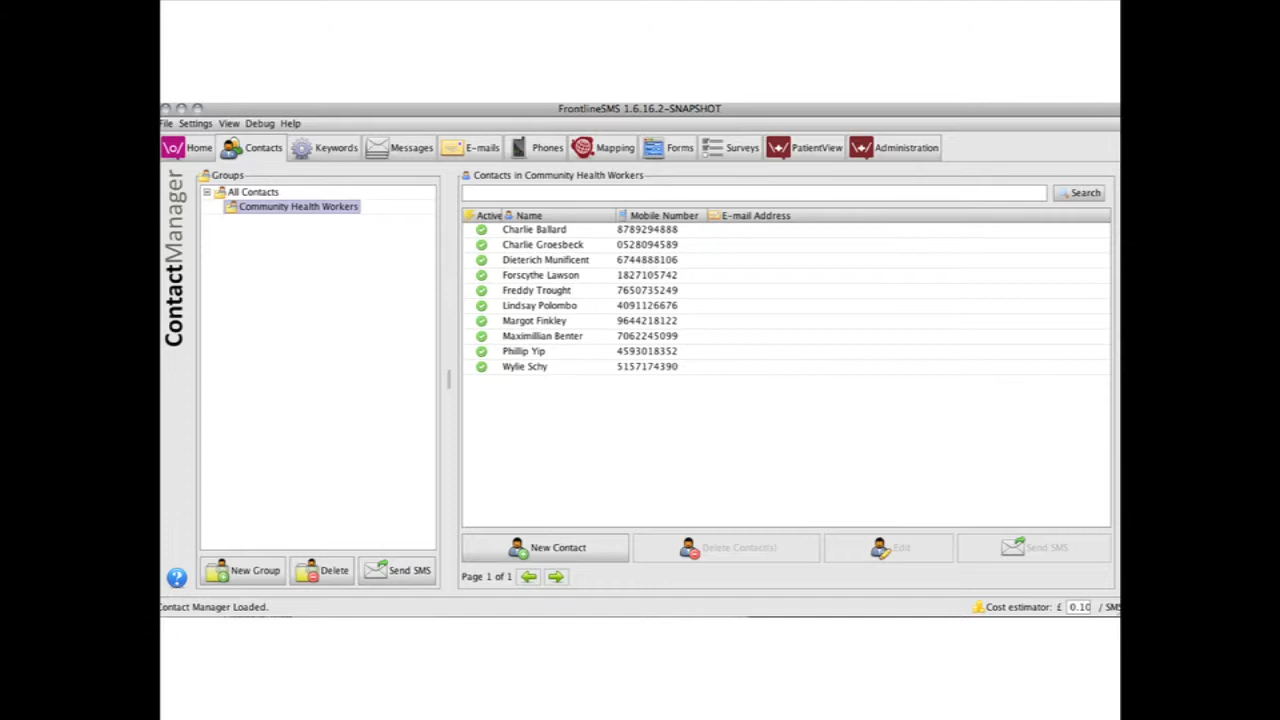 FrontlineSMS 1.6.16.2-SNAPSHOT
File Settings View Debug Help
\o/ Home Contacts Keywords Messages E-mails Phones Mapping Forms Surveys PatientView Administration
ContactManager
Groups
All Contacts
Community Health Workers
New Group Delete Send SMS
Contacts in Community Health Workers
Search
Active Name Mobile Number E-mail Address
Charlie Ballard 8789294888
Charlie Groesbeck 0528094589
Dieterich Munificent 6744888106
Forscythe Lawson 1827105742
Freddy Trought 7650735249
Lindsay Polombo 4091126676
Margot Finkley 9644218122
Maximillian Benter 7062245099
Phillip Yip 4593018352
Wylie Schy 5157174390
New Contact Delete Contact(s) Edit Send SMS
Page 1 of 1
?
Contact Manager Loaded.
Cost estimator: £ 0.10 / SMS